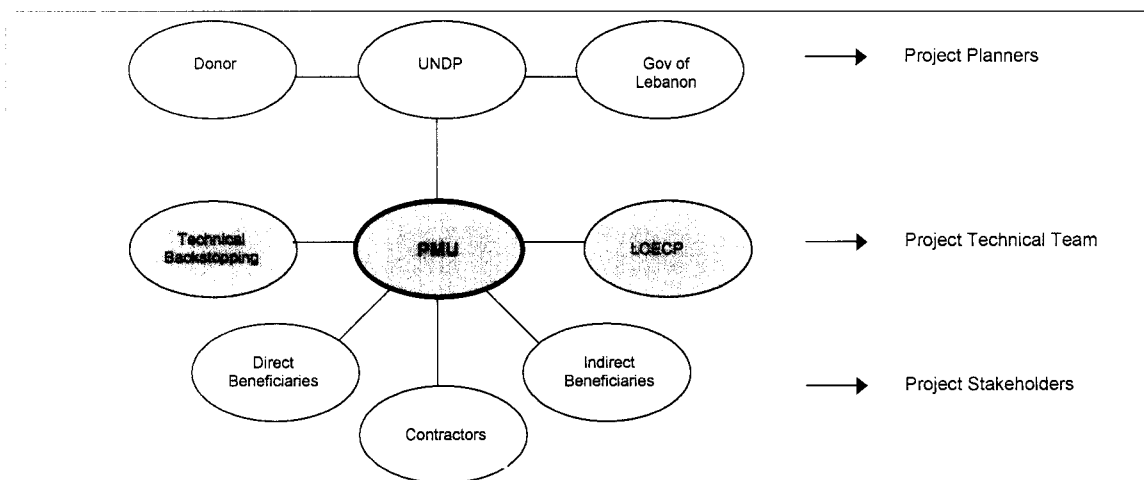 Donor
UNDP
Gov of
Lebanon
Project Planners
Technical
Backstopping
PMU
LCECP
Project Technical Team
Direct
Beneficiaries
Indirect
Beneficiaries
Project Stakeholders
Contractors